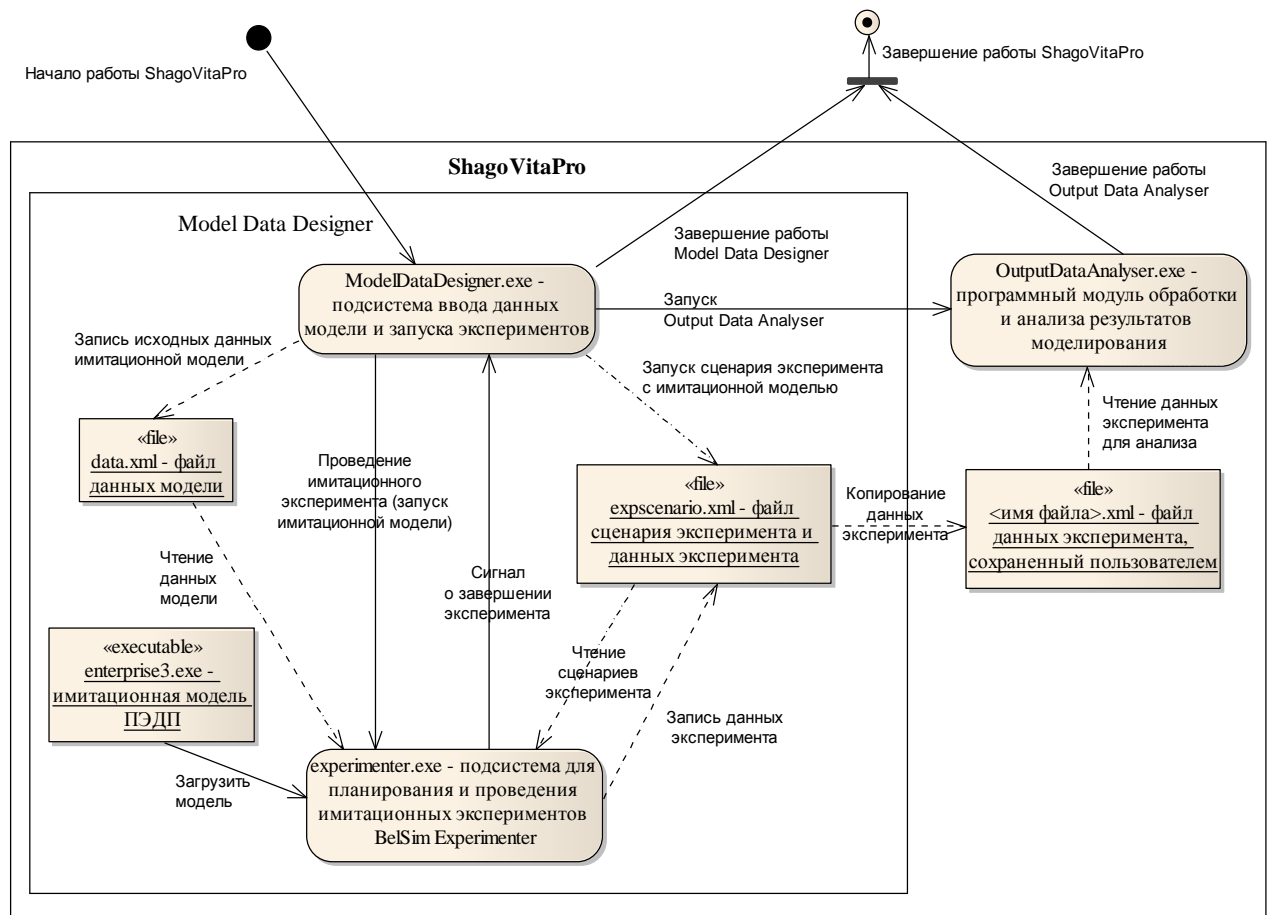 Начало работы ShagoVitaPro
Завершение работы ShagoVitaPro
ShagoVitaPro
Завершение работы
Output Data Analyser
Model Data Designer
Завершение работы
Model Data Designer
ModelDataDesigner.exe -
подсистема ввода данных
модели и запуска экспериментов
OutputDataAnalyser.exe -
программный модуль обработки
и анализа результатов
моделирования
Запуск
Output Data Analyser
Запись исходных данных
имитационной модели
Запуск сценария эксперимента
с имитационной моделью
Чтение данных
эксперимента
для анализа
«file»
data.xml - файл
данных модели
Проведение
имитационного
эксперимента (запуск
имитационной модели)
«file»
expscenario.xml - файл
сценария эксперимента и
данных эксперимента
Копирование
данных
эксперимента
«file»
<имя файла>.xml - файл
данных эксперимента,
сохраненный пользователем
Чтение
данных
модели
Сигнал
о завершении
эксперимента
«executable»
enterprise3.exe -
имитационная модель
ПЭДП
Чтение
сценариев
эксперимента
Запись данных
эксперимента
Загрузить
модель
experimenter.exe - подсистема для
планирования и проведения
имитационных экспериментов
BelSim Experimenter